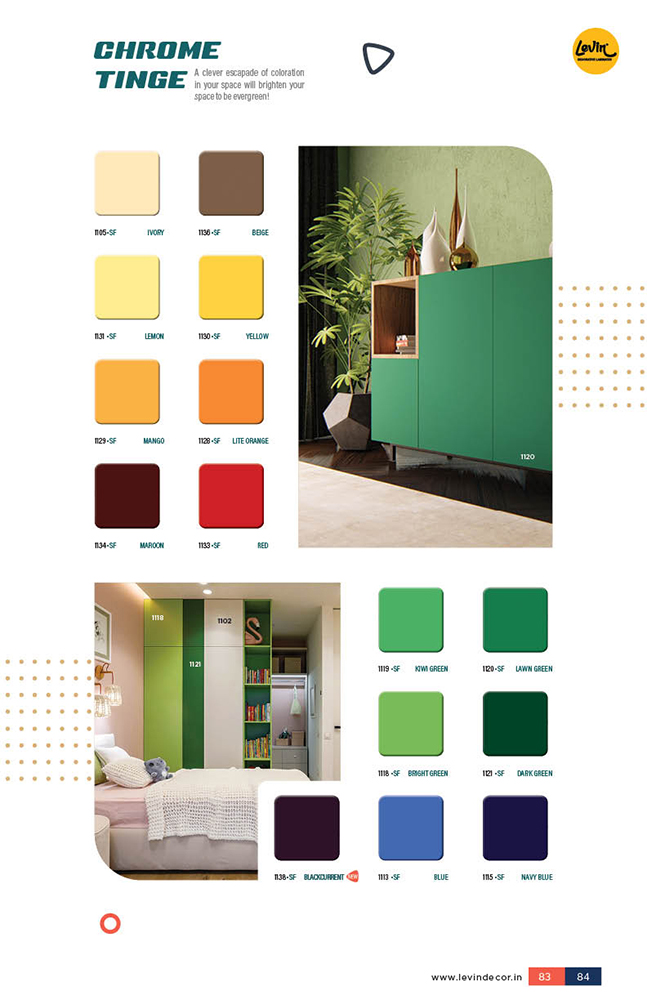 CHROME
TINGE
A clever escapade of coloration
in your space will brighten your
space to be evergreen!
Levin
DECORATIVE LAMINATES
1105-SF IVORY
1136-SF BEIGE
1131-SF LEMON
1130-SF YELLOW
1129-SF MANGO
1128-SF LITE ORANGE
1134-SF MAROON
1133-SF RED
1120
1118
1102
1121
1119 -SF KIWI GREEN
1120-SF LAWN GREEN
1118 -SF BRIGHT GREEN
1121 -SF DARK GREEN
1138-SF BLACKCURRENT NEW
1113 -SF BLUE
1115 -SF NAVY BLUE
www.levindecor.in 83 84